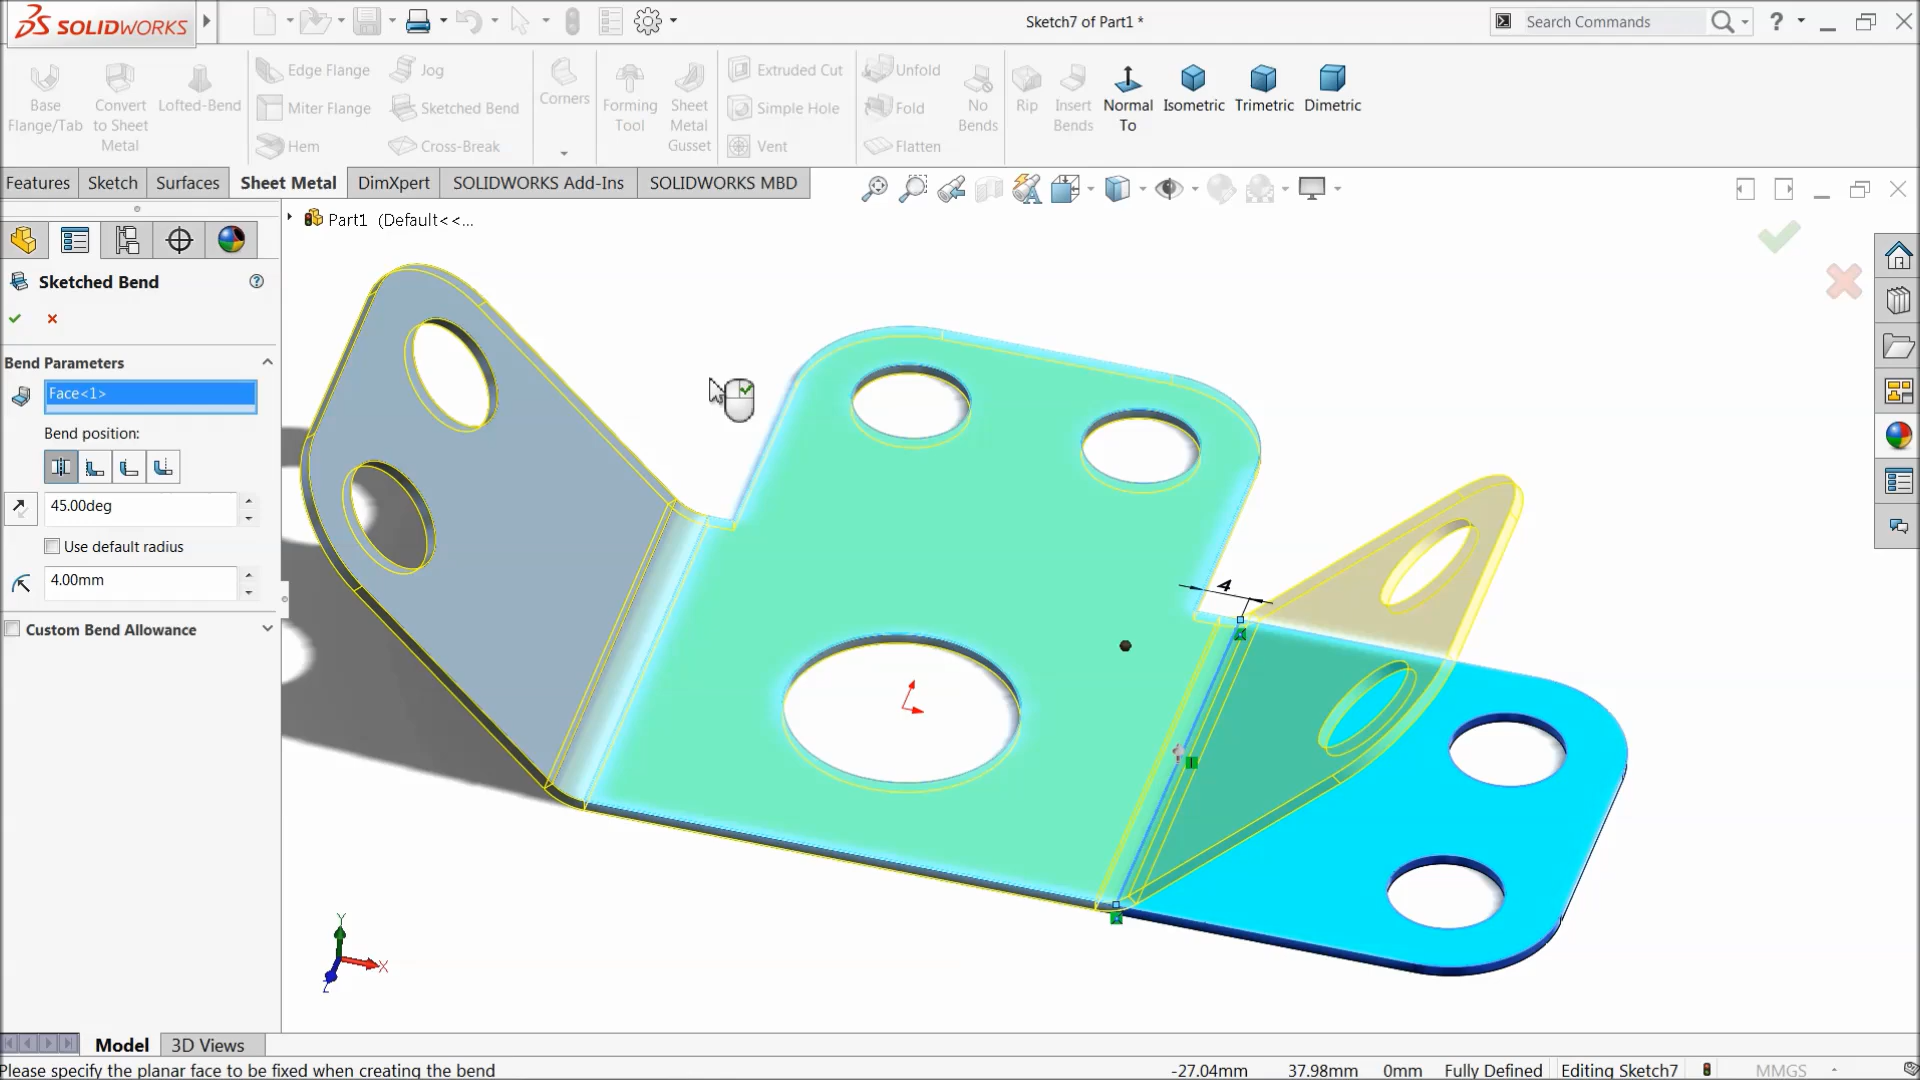 SOLIDWORKS
Sketch7 of Part1 *
Search Commands
?
Base Flange/Tab
Convert to Sheet Metal
Lofted-Bend
Edge Flange
Miter Flange
Hem
Jog
Sketched Bend
Cross-Break
Corners
Forming Tool
Sheet Metal Gusset
Extruded Cut
Simple Hole
Vent
Unfold
Fold
Flatten
No Bends
Rip
Insert Bends
Normal To
Isometric
Trimetric
Dimetric
Features
Sketch
Surfaces
Sheet Metal
DimXpert
SOLIDWORKS Add-Ins
SOLIDWORKS MBD
Part1 (Default<<...
Sketched Bend
?
Bend Parameters
Face<1>
Bend position:
45.00deg
Use default radius
4.00mm
Custom Bend Allowance
4
Y
X
Z
Model
3D Views
Please specify the planar face to be fixed when creating the bend
-27.04mm
37.98mm
0mm
Fully Defined
Editing Sketch7
MMGS